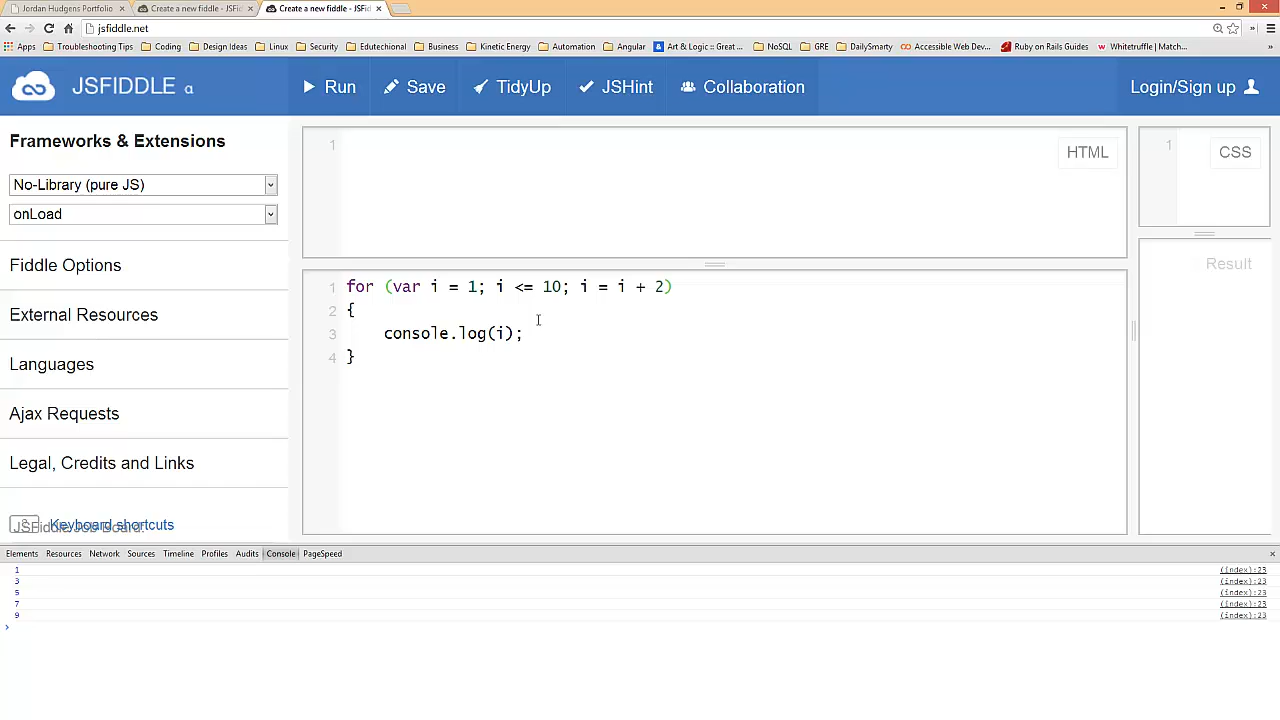 Jordan Hudgens Portfolio
Create a new fiddle - JSFid
Create a new fiddle - JSFid
jsfiddle.net
Apps Troubleshooting Tips Coding Design Ideas Linux Security Edutechional Business Kinetic Energy Automation Angular Art & Logic :: Great ... NoSQL GRE DailySmarty Accessible Web Dev... Ruby on Rails Guides Whitetruffle | Match... »
JSFIDDLE α Run Save TidyUp JSHint Collaboration Login/Sign up
Frameworks & Extensions
No-Library (pure JS)
onLoad
Fiddle Options
External Resources
Languages
Ajax Requests
Legal, Credits and Links
JSFiddle Job Board
Keyboard shortcuts
1
HTML
1
CSS
1 for (var i = 1; i <= 10; i = i + 2)
2 {
3 console.log(i);
4 }
Result
Elements Resources Network Sources Timeline Profiles Audits Console PageSpeed
1 (index):23
3 (index):23
5 (index):23
7 (index):23
9 (index):23
>